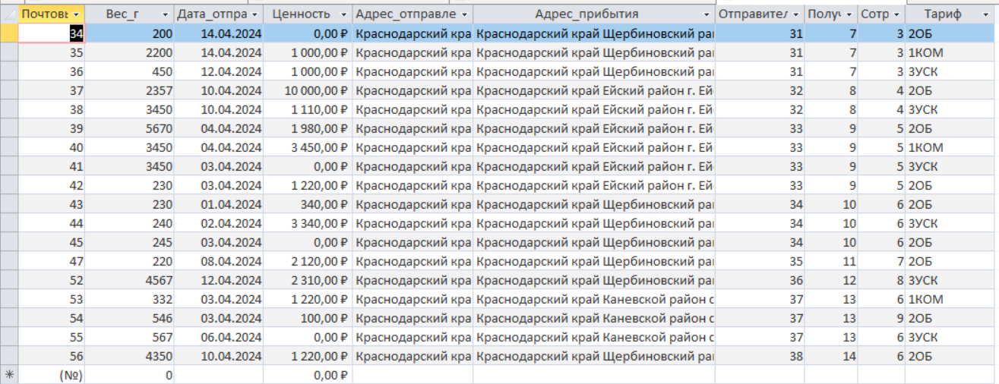 Почтовь Вес_г Дата_отпра Ценность Адрес_отправле Адрес_прибытия Отправител Получ Сотр Тариф
34 200 14.04.2024 0,00 ₽ Краснодарский кра Краснодарский край Щербиновский ра 31 7 3 2ОБ
35 2200 14.04.2024 1 000,00 ₽ Краснодарский кра Краснодарский край Щербиновский ра 31 7 3 1КОМ
36 450 12.04.2024 1 000,00 ₽ Краснодарский кра Краснодарский край Щербиновский ра 31 7 3 3УСК
37 2357 10.04.2024 10 000,00 ₽ Краснодарский кра Краснодарский край Ейский район г. Ей 32 8 4 2ОБ
38 3450 10.04.2024 1 110,00 ₽ Краснодарский кра Краснодарский край Ейский район г. Ей 32 8 4 3УСК
39 5670 04.04.2024 1 980,00 ₽ Краснодарский кра Краснодарский край Ейский район г. Ей 33 9 5 2ОБ
40 3450 04.04.2024 3 450,00 ₽ Краснодарский кра Краснодарский край Ейский район г. Ей 33 9 5 1КОМ
41 3450 03.04.2024 0,00 ₽ Краснодарский кра Краснодарский край Ейский район г. Ей 33 9 5 3УСК
42 230 03.04.2024 1 220,00 ₽ Краснодарский кра Краснодарский край Ейский район г. Ей 33 9 5 2ОБ
43 230 01.04.2024 340,00 ₽ Краснодарский кра Краснодарский край Щербиновский ра 34 10 6 2ОБ
44 240 02.04.2024 3 340,00 ₽ Краснодарский кра Краснодарский край Щербиновский ра 34 10 6 3УСК
45 245 03.04.2024 0,00 ₽ Краснодарский кра Краснодарский край Щербиновский ра 34 10 6 2ОБ
47 220 08.04.2024 2 120,00 ₽ Краснодарский кра Краснодарский край Щербиновский ра 35 11 7 2ОБ
52 4567 12.04.2024 2 310,00 ₽ Краснодарский кра Краснодарский край Щербиновский ра 36 12 8 3УСК
53 332 03.04.2024 1 220,00 ₽ Краснодарский кра Краснодарский край Каневской район с 37 13 6 1КОМ
54 546 03.04.2024 100,00 ₽ Краснодарский кра Краснодарский край Каневской район с 37 13 9 2ОБ
55 567 06.04.2024 0,00 ₽ Краснодарский кра Краснодарский край Каневской район с 37 13 6 3УСК
56 4350 10.04.2024 1 220,00 ₽ Краснодарский кра Краснодарский край Щербиновский ра 38 14 6 2ОБ
(№) 0 0,00 ₽